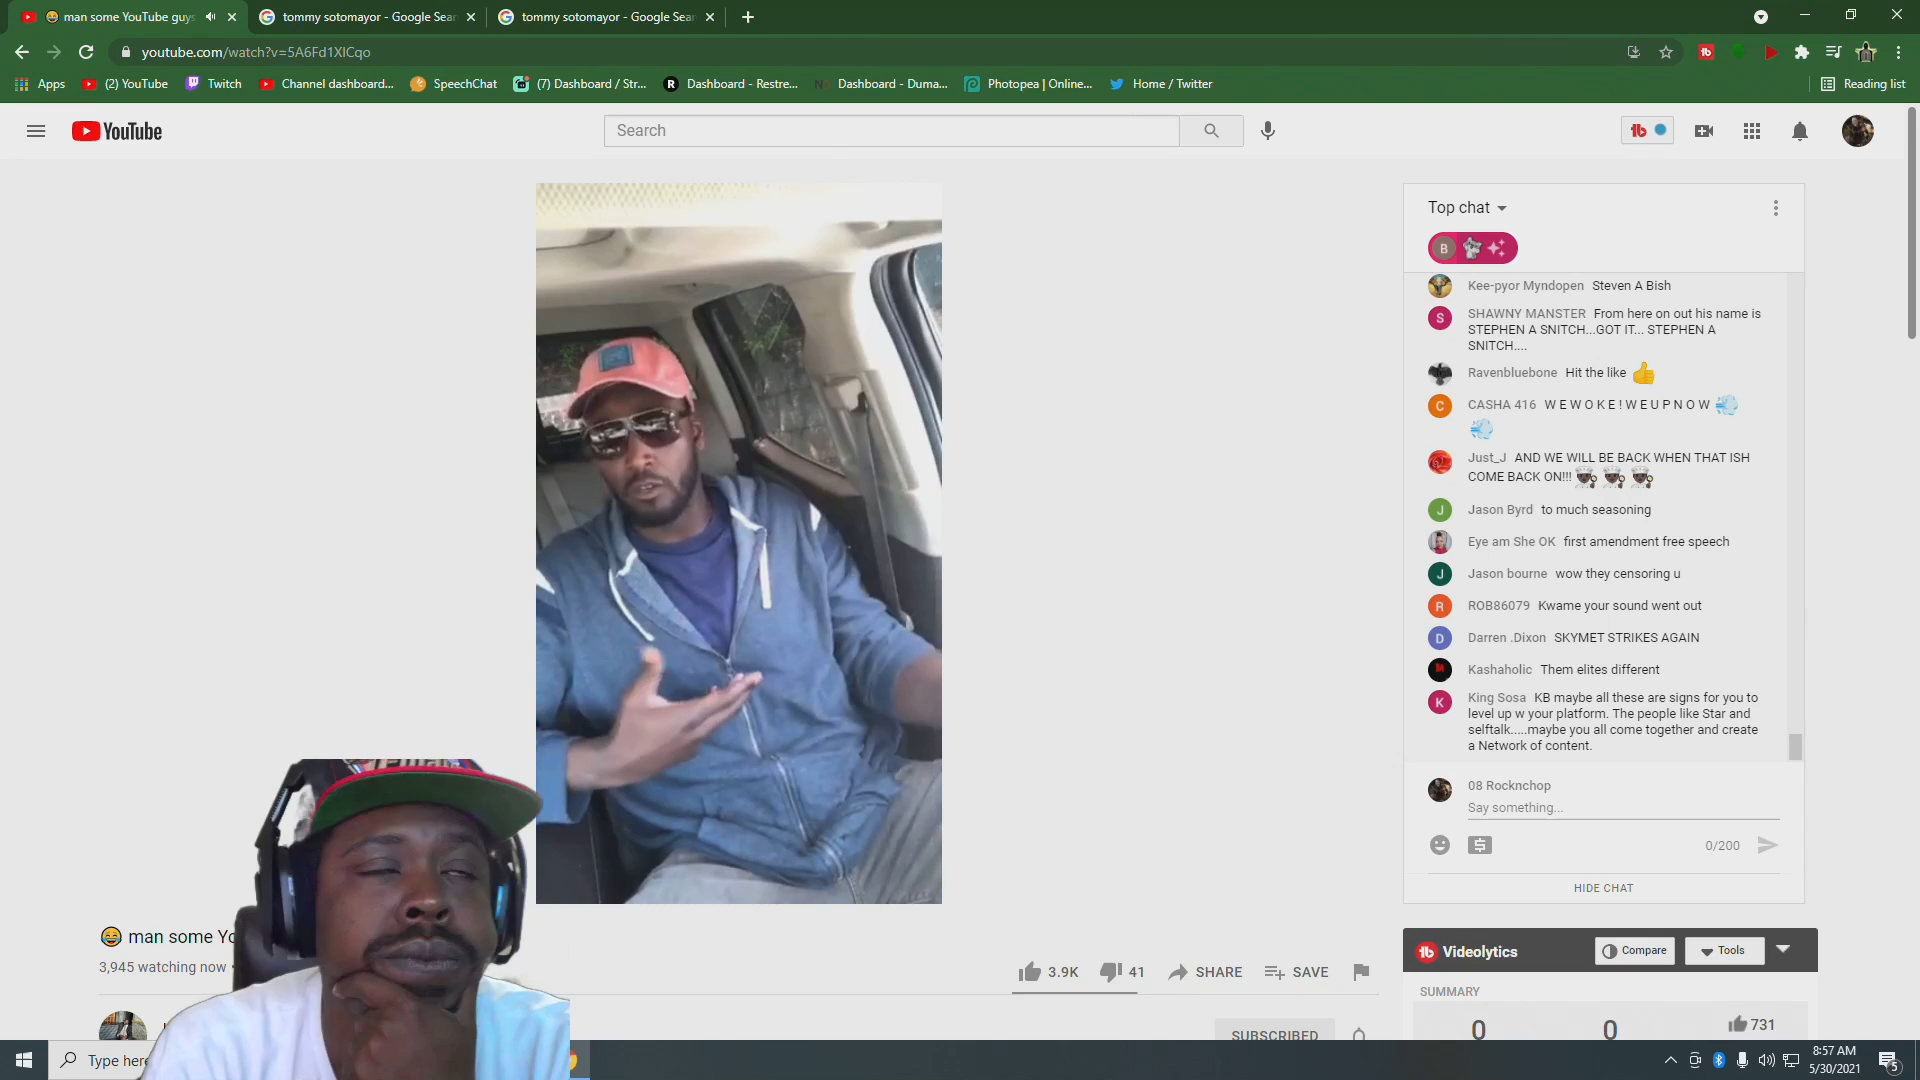 man some YouTube guys
tommy sotomayor - Google Sear
tommy sotomayor - Google Sear
youtube.com/watch?v=5A6Fd1XlCqo
Apps
(2) YouTube
Twitch
Channel dashboard...
SpeechChat
(7) Dashboard / Str...
Dashboard - Restre...
Dashboard - Duma...
Photopea | Online...
Home / Twitter
Reading list
YouTube
Search
Top chat
B
Kee-pyor Myndopen Steven A Bish
S SHAWNY MANSTER From here on out his name is
STEPHEN A SNITCH...GOT IT... STEPHEN A
SNITCH....
Ravenbluebone Hit the like
C CASHA 416 W E W O K E ! W E U P N O W
Just_J AND WE WILL BE BACK WHEN THAT ISH
COME BACK ON!!!
J Jason Byrd to much seasoning
Eye am She OK first amendment free speech
J Jason bourne wow they censoring u
R ROB86079 Kwame your sound went out
D Darren .Dixon SKYMET STRIKES AGAIN
Kashaholic Them elites different
K King Sosa KB maybe all these are signs for you to
level up w your platform. The people like Star and
selftalk.....maybe you all come together and create
a Network of content.
08 Rocknchop
Say something...
0/200
HIDE CHAT
man some Yo
3,945 watching now •
3.9K
41
SHARE
SAVE
SUBSCRIBED
Videolytics
Compare
Tools
SUMMARY
0
0
731
Type here
8:57 AM
5/30/2021
5